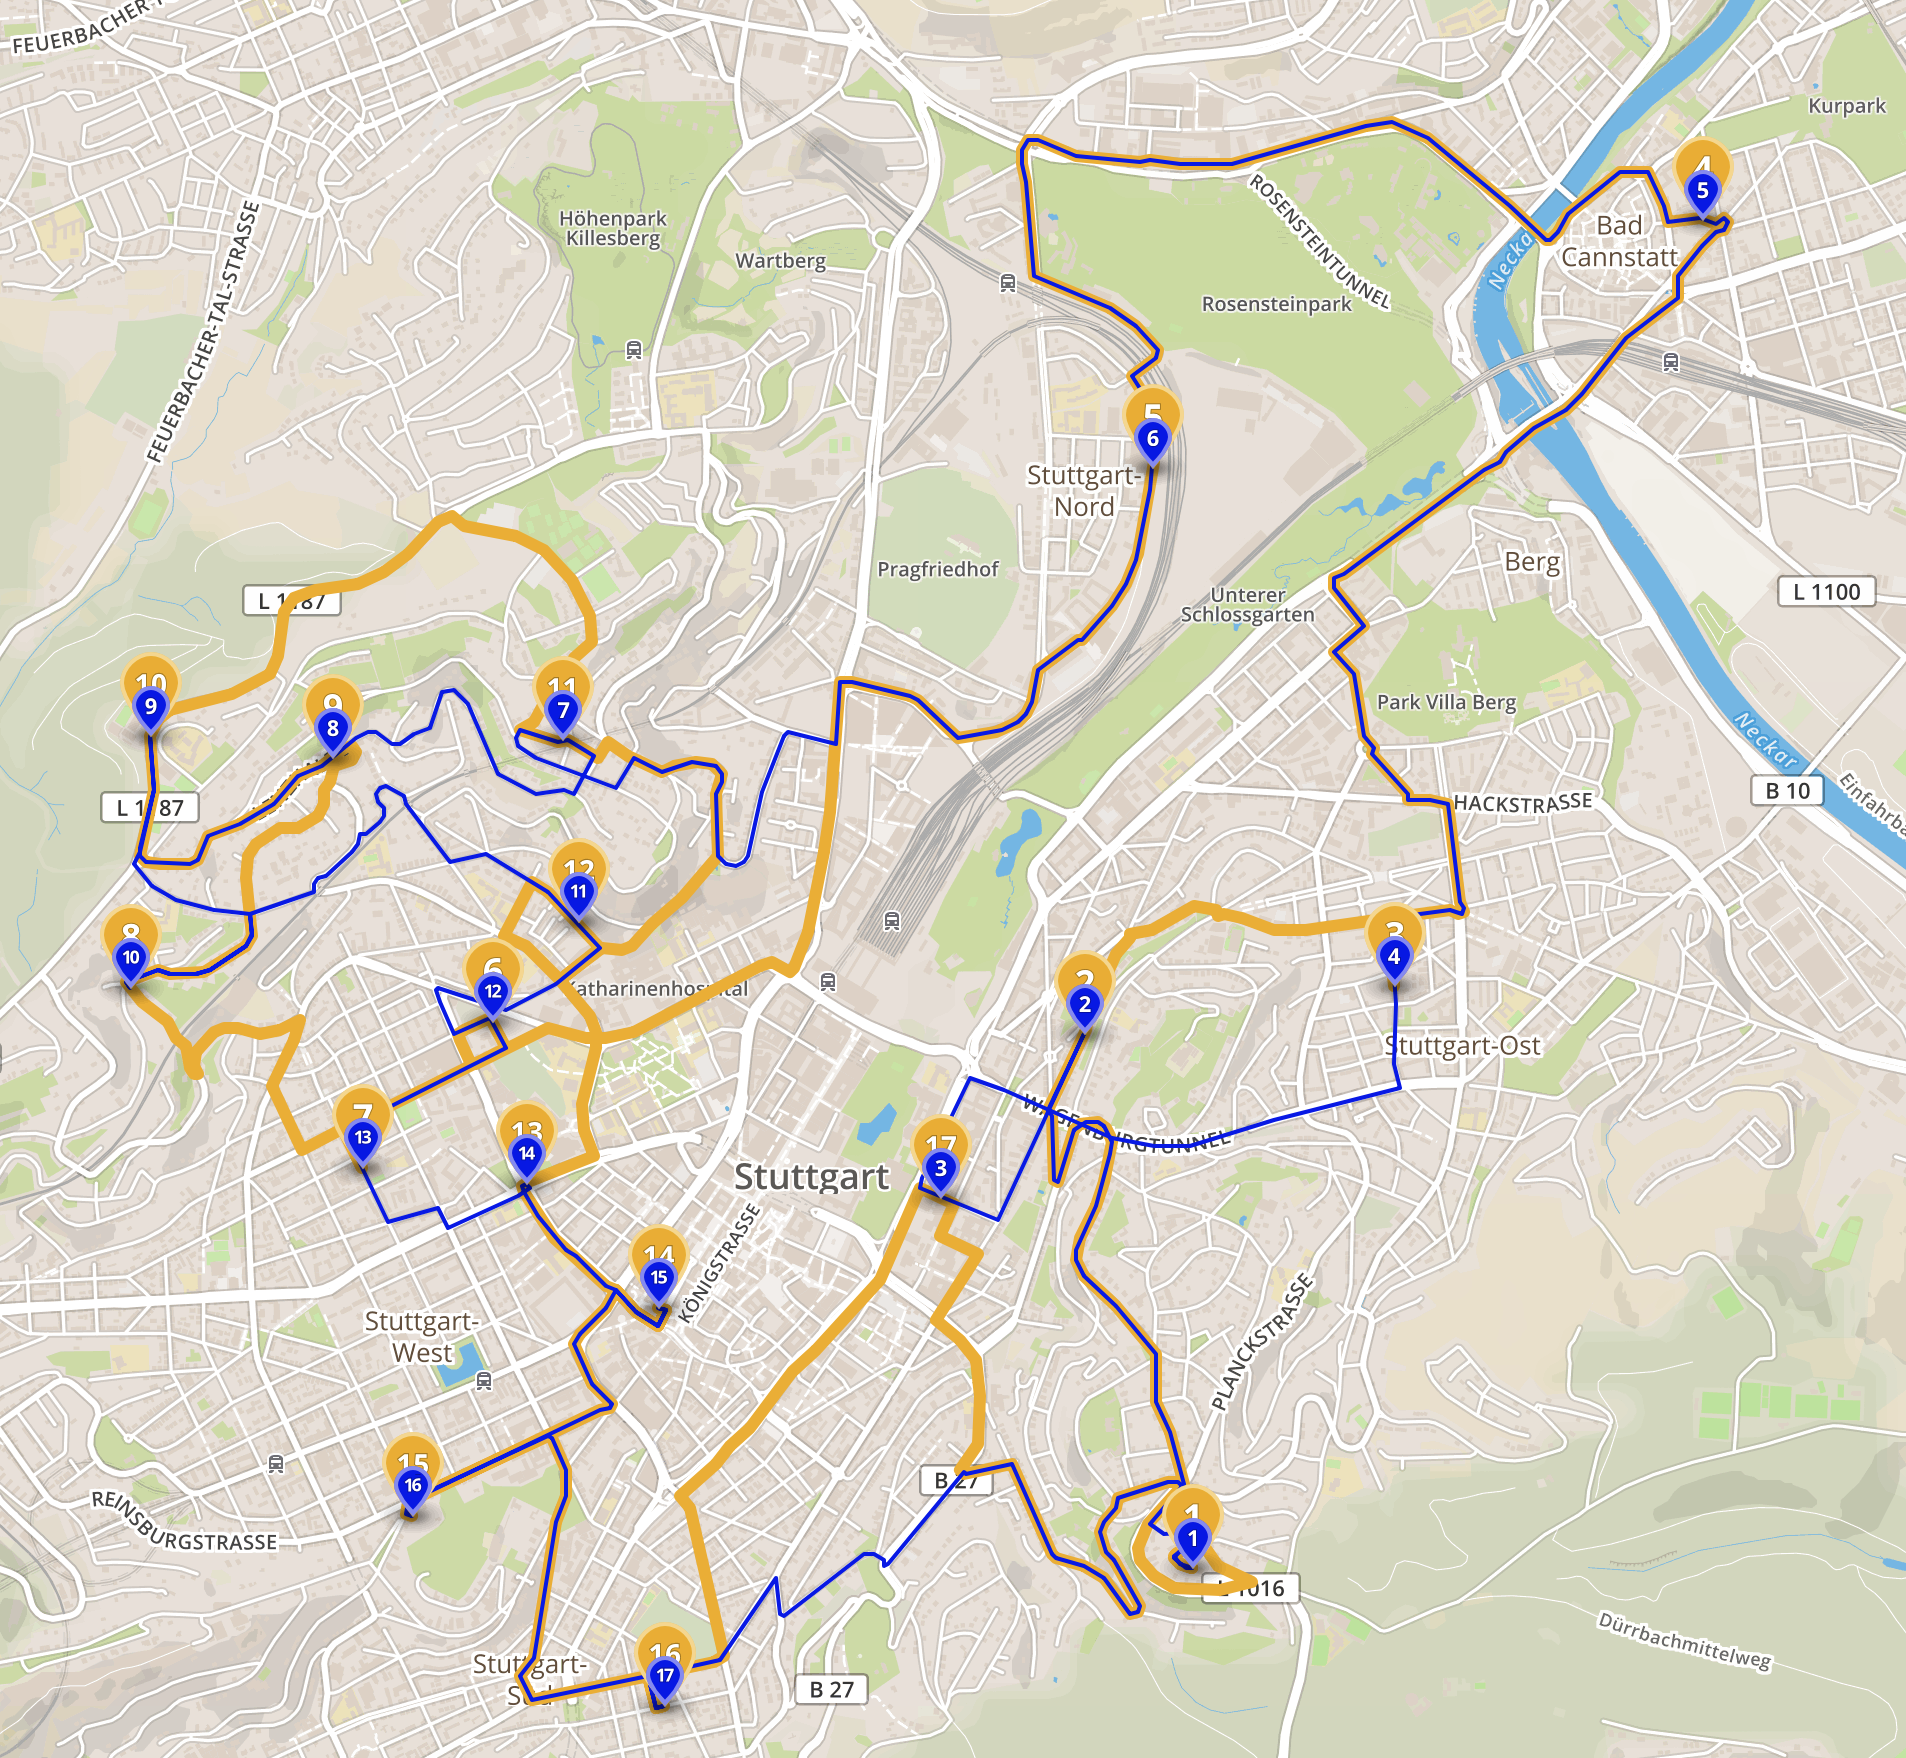 FEUERBACHER-T
Kurpark
FEUERBACHER-TAL-STRASSE
Höhenpark
Killesberg
Wartberg
ROSENSTEINTUNNEL
4
5
Bad
Cannstatt
Neckar
Rosensteinpark
5
6
Stuttgart-
Nord
Pragfriedhof
Berg
L 1187
Unterer
Schlossgarten
L 1100
10
9
9
8
11
7
Park Villa Berg
Neckar
L 1187
HACKSTRASSE
B 10
12
11
8
10
6
12
Katharinenhospital
2
2
3
4
Stuttgart-Ost
WAGENBURGTUNNEL
7
13
13
14
17
3
Stuttgart
14
15
KÖNIGSTRASSE
Stuttgart-
West
PLANCKSTRASSE
15
16
REINSBURGSTRASSE
B 27
1
1
L 1016
Dürrbachmittelweg
Stuttgart-
Süd
16
17
B 27